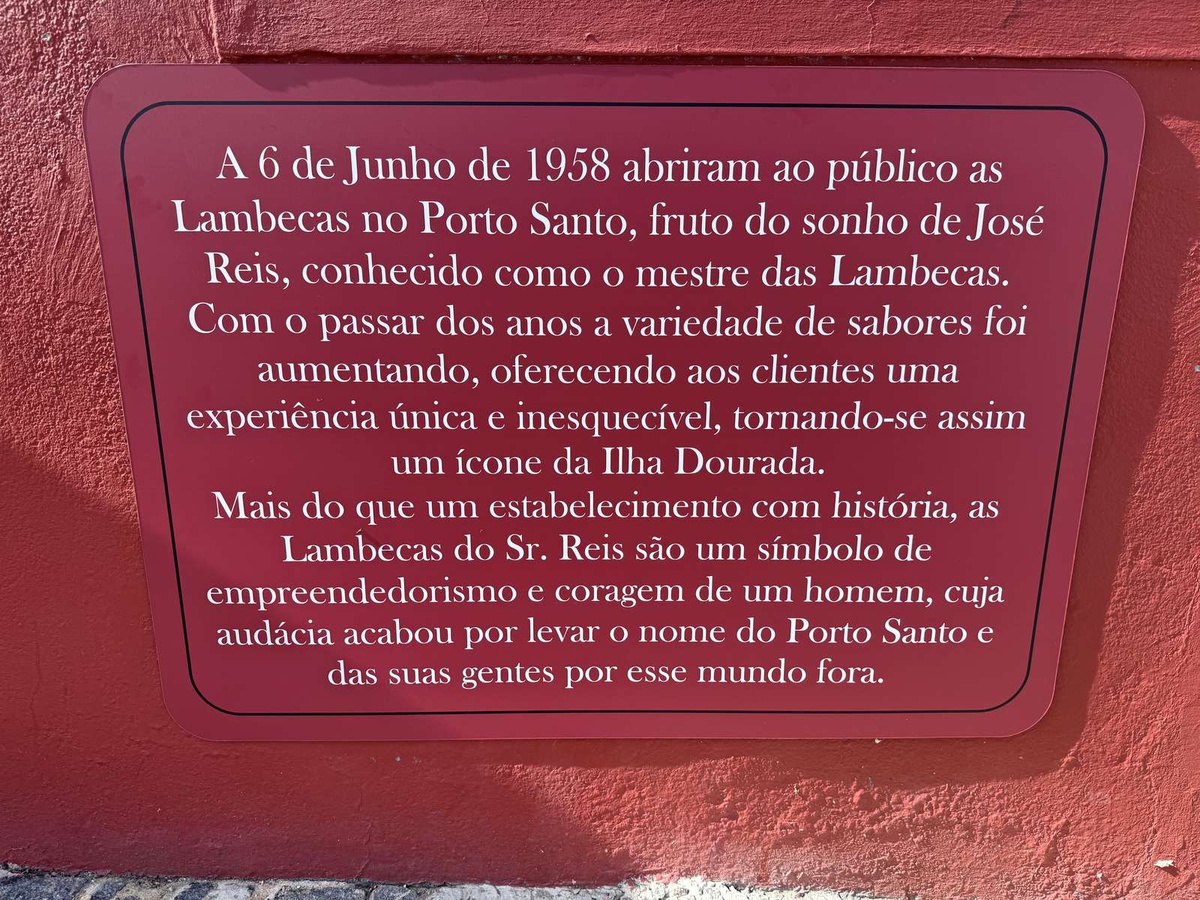 A 6 de Junho de 1958 abriram ao público as
Lambecas no Porto Santo, fruto do sonho de José
Reis, conhecido como o mestre das Lambecas.
Com o passar dos anos a variedade de sabores foi
aumentando, oferecendo aos clientes uma
experiência única e inesquecível, tornando-se assim
um ícone da Ilha Dourada.
Mais do que um estabelecimento com história, as
Lambecas do Sr. Reis são um símbolo de
empreendedorismo e coragem de um homem, cuja
audácia acabou por levar o nome do Porto Santo e
das suas gentes por esse mundo fora.